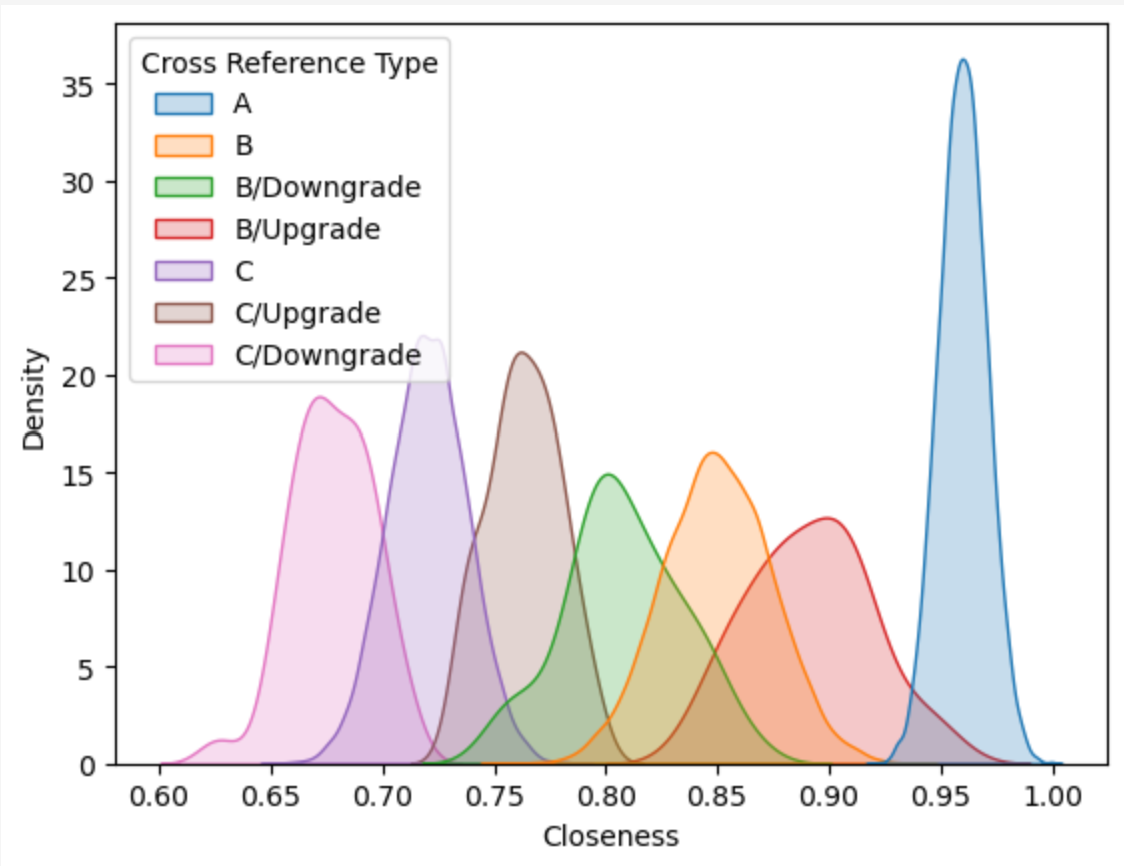 Cross Reference Type
A
B
B/Downgrade
B/Upgrade
C
C/Upgrade
C/Downgrade
35
30
25
20
15
10
5
0
Density
0.60 0.65 0.70 0.75 0.80 0.85 0.90 0.95 1.00
Closeness